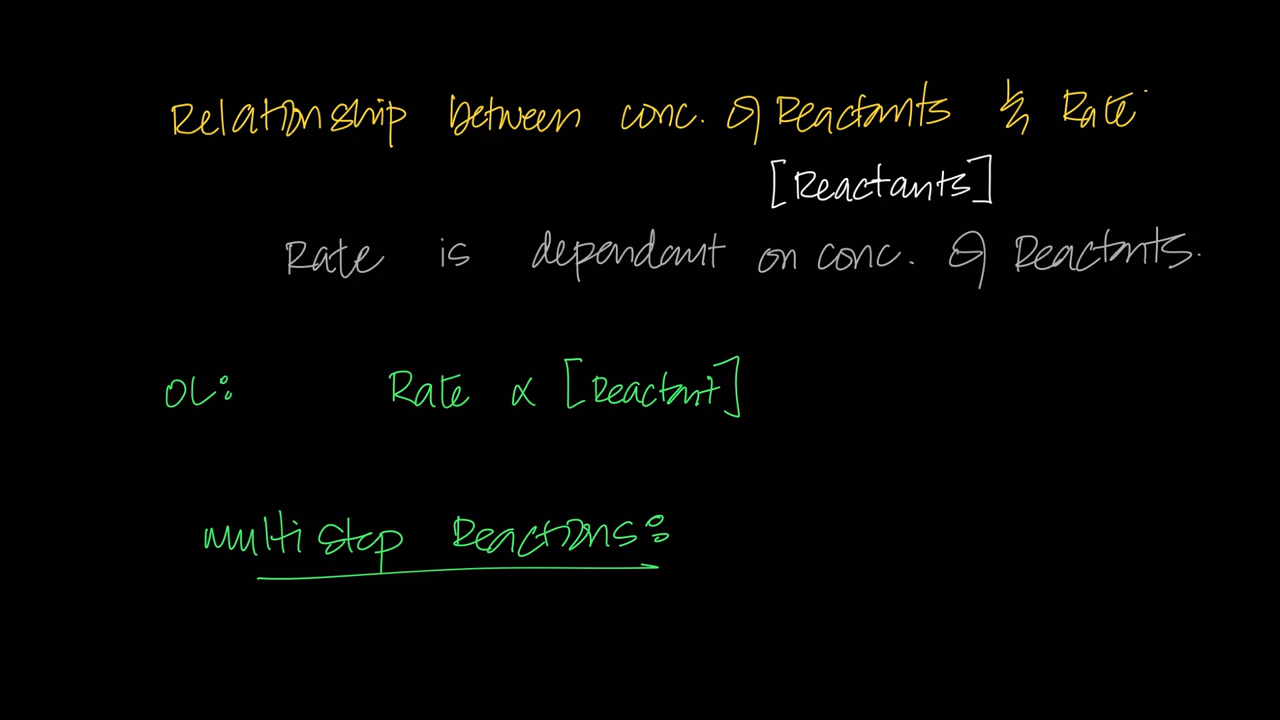 Relationship between conc. of Reactants & Rate
[Reactants]
Rate is dependant on conc. of Reactants.
OL: Rate ∝ [Reactant]
multistep Reactions: